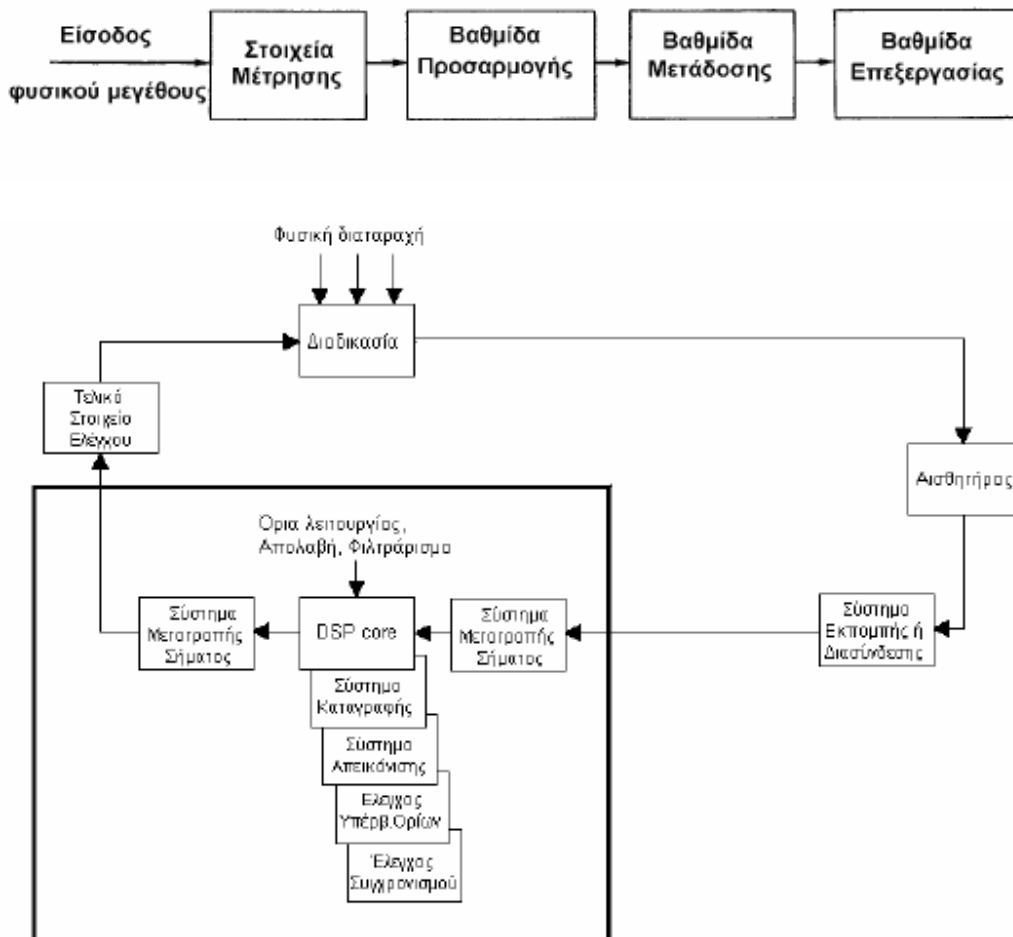 Είσοδος
φυσικού μεγέθους
Στοιχεία
Μέτρησης
Βαθμίδα
Προσαρμογής
Βαθμίδα
Μετάδοσης
Βαθμίδα
Επεξεργασίας
Φυσική διαταραχή
Διαδικασία
Τελικό
Στοιχείο
Ελέγχου
Αισθητήρας
Όρια λειτουργίας,
Απολαβή, Φιλτράρισμα
Σύστημα
Μετατροπής
Σήματος
DSP core
Σύστημα
Μετατροπής
Σήματος
Σύστημα
Εκπομπής ή
Διασύνδεσης
Σύστημα
Καταγραφής
Σύστημα
Απεικόνισης
Ελεγχος
Υπέρβ.Ορίων
Έλεγχος
Συγχρονισμού